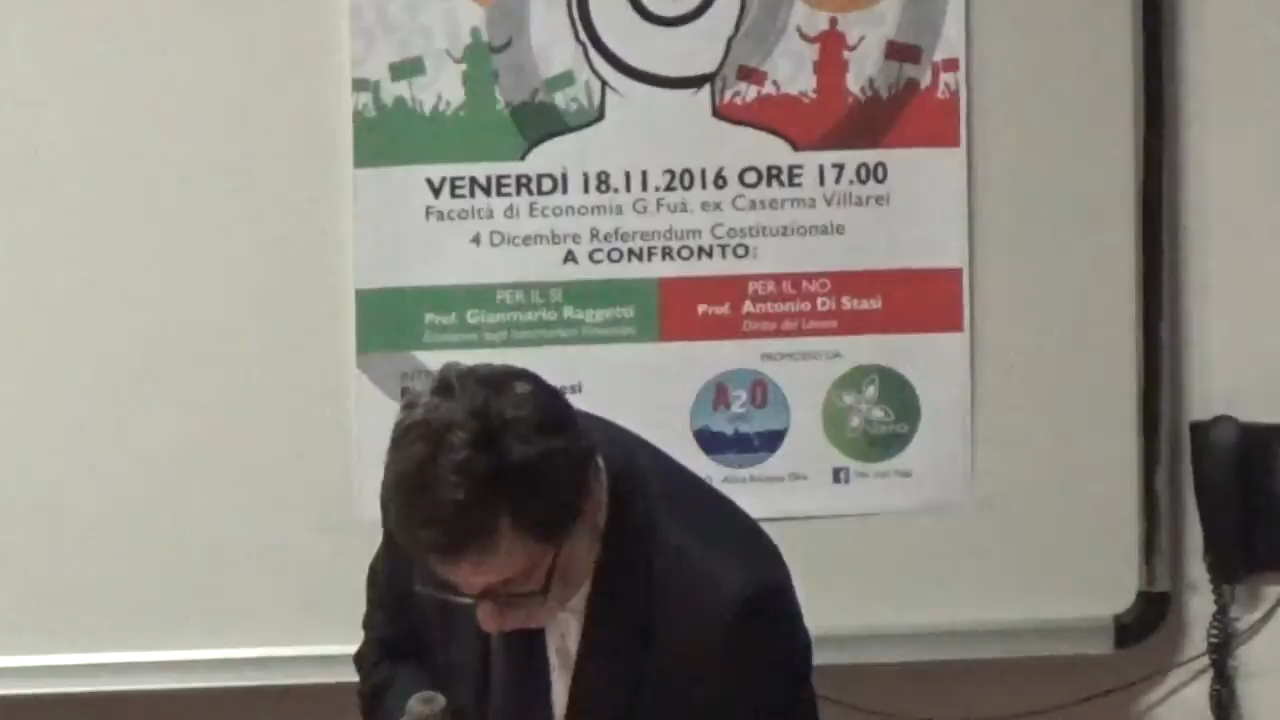 VENERDÌ 18.11.2016 ORE 17.00
Facoltà di Economia G.Fuà, ex Caserma Villarei
4 Dicembre Referendum Costituzionale
A CONFRONTO:
PER IL SI
Prof. Gianmario Raggetti
PER IL NO
Prof. Antonio Di Stasi
Diritto del Lavoro
PROMOSSO DA
A2O